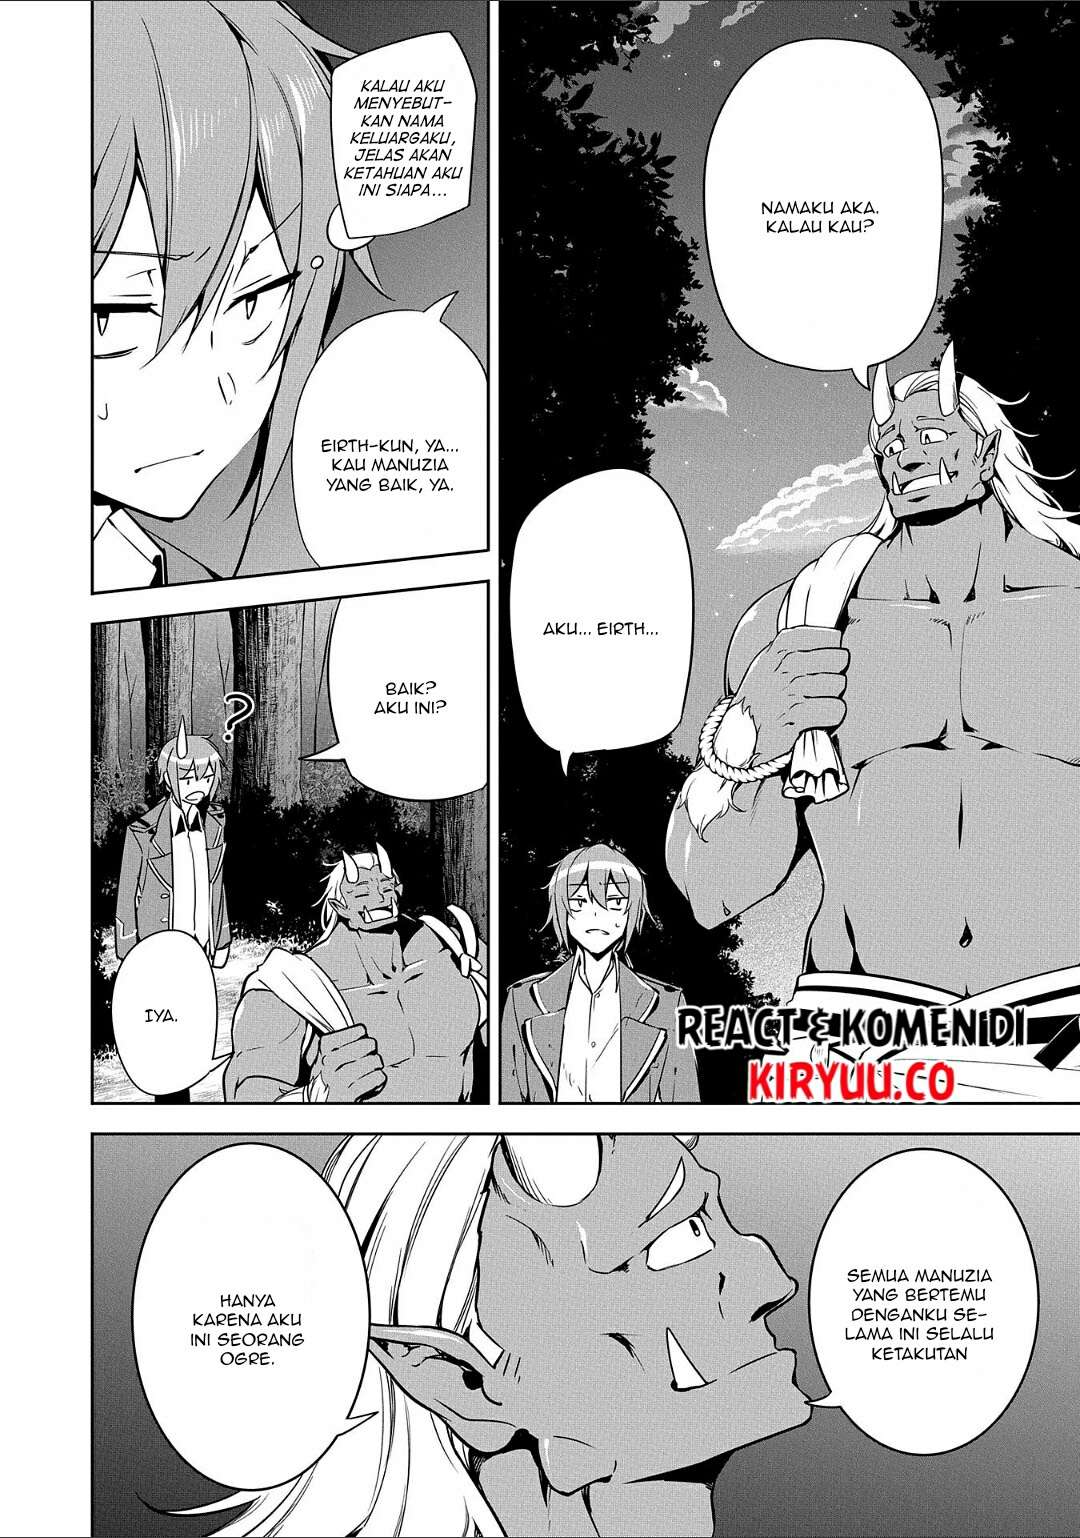 NAMAKU AKA.
KALAU KAU?
AKU... EIRTH...
KALAU AKU
MENYEBUT-
KAN NAMA
KELUARGAKU,
JELAS AKAN
KETAHUAN AKU
INI SIAPA...
EIRTH-KUN, YA...
KAU MANUZIA
YANG BAIK, YA.
BAIK?
AKU INI?
?
IYA.
REACT & KOMEN DI
KIRYUU.CO
SEMUA MANUZIA
YANG BERTEMU
DENGANKU SE-
LAMA INI SELALU
KETAKUTAN
HANYA
KARENA AKU
INI SEORANG
OGRE.